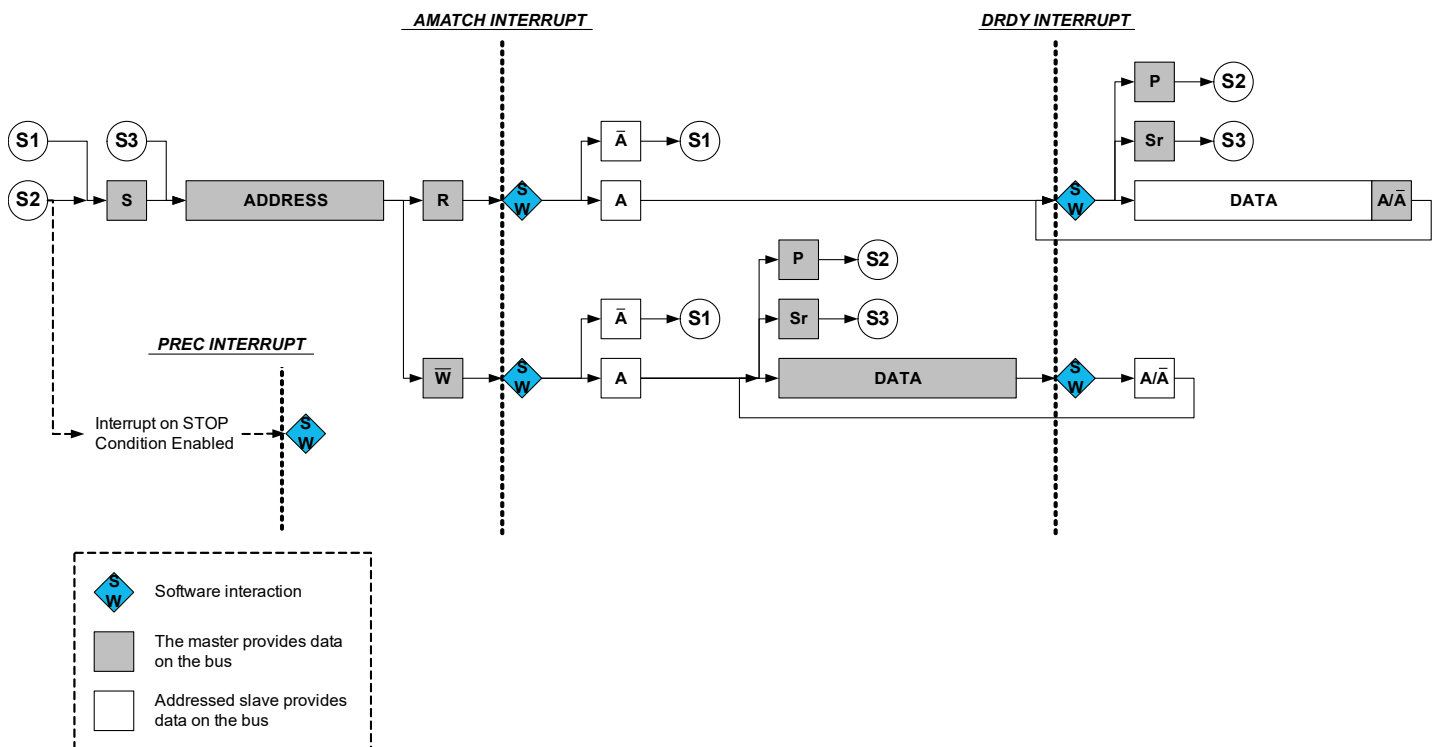 AMATCH INTERRUPT
DRDY INTERRUPT
P
S2
S1
S3
A̅
S1
Sr
S3
S2
S
ADDRESS
R
S W
A
S W
DATA
A/A̅
P
S2
A̅
S1
Sr
S3
PREC INTERRUPT
W̅
S W
A
DATA
S W
A/A̅
Interrupt on STOP
Condition Enabled
S W
S W
Software interaction
The master provides data
on the bus
Addressed slave provides
data on the bus